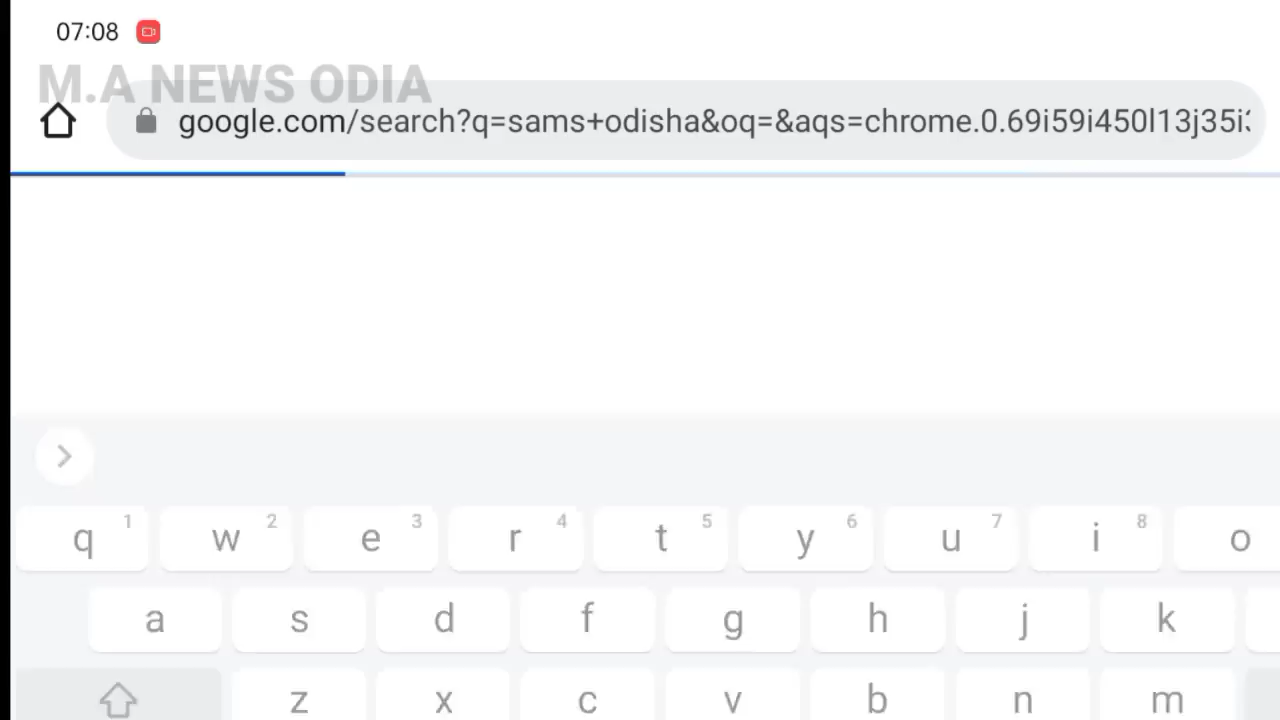 07:08
M.A NEWS ODIA
google.com/search?q=sams+odisha&oq=&aqs=chrome.0.69i59i450l13j35i
q 1 w 2 e 3 r 4 t 5 y 6 u 7 i 8 o
a s d f g h j k
z x c v b n m